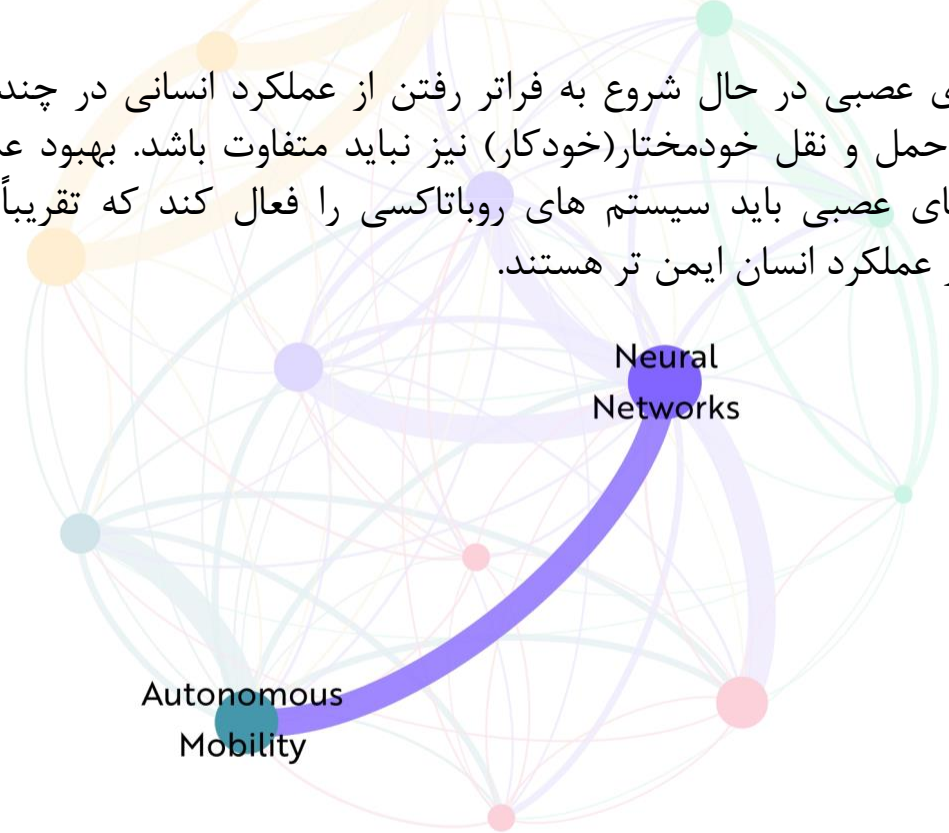 عصبی در حال شروع به فراتر رفتن از عملکرد انسانی در چند
حمل و نقل خودمختار(خودکار) نیز نباید متفاوت باشد. بهبود
عصبی باید سیستم های روباتاکسی را فعال کند که تقریباً
عملکرد انسان ایمن تر هستند.
Neural
Networks
Autonomous
Mobility